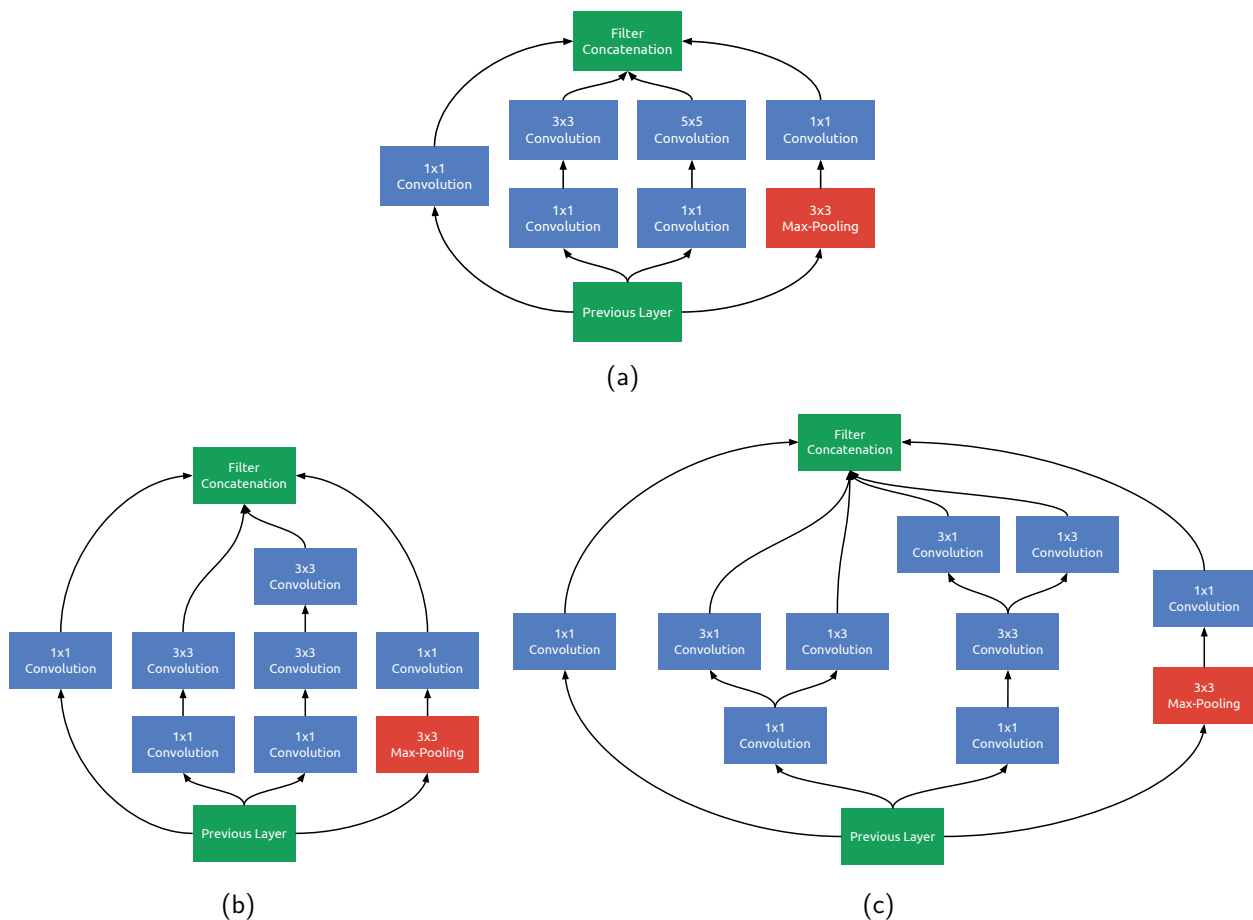 Filter
Concatenation
3x3
Convolution
5x5
Convolution
1x1
Convolution
1x1
Convolution
1x1
Convolution
1x1
Convolution
3x3
Max-Pooling
Previous Layer
(a)
Filter
Concatenation
3x3
Convolution
1x1
Convolution
3x3
Convolution
3x3
Convolution
1x1
Convolution
1x1
Convolution
1x1
Convolution
3x3
Max-Pooling
Previous Layer
(b)
Filter
Concatenation
3x1
Convolution
1x3
Convolution
1x1
Convolution
1x1
Convolution
3x1
Convolution
1x3
Convolution
3x3
Convolution
3x3
Max-Pooling
1x1
Convolution
1x1
Convolution
Previous Layer
(c)